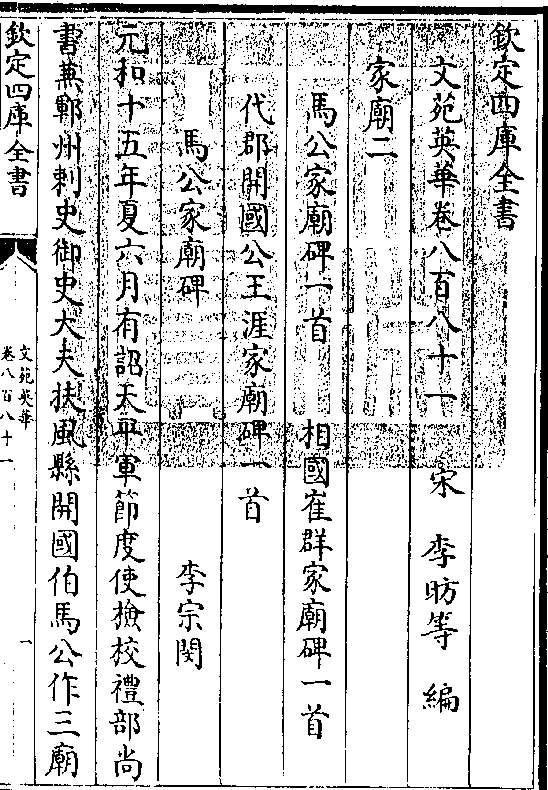 欽定四庫全書
文苑英華卷八百八十一 宋 李昉等 編
家廟二
馬公家廟碑一首 相國崔群家廟碑一首
代郡開國公王涯家廟碑一首
馬公家廟碑 李宗閔
元和十五年夏六月有詔天平軍節度使檢校禮部尚
書兼鄆州刺史御史大夫扶風縣開國伯馬公作三廟
欽定四庫全書
文苑英華
卷八百八十一
一